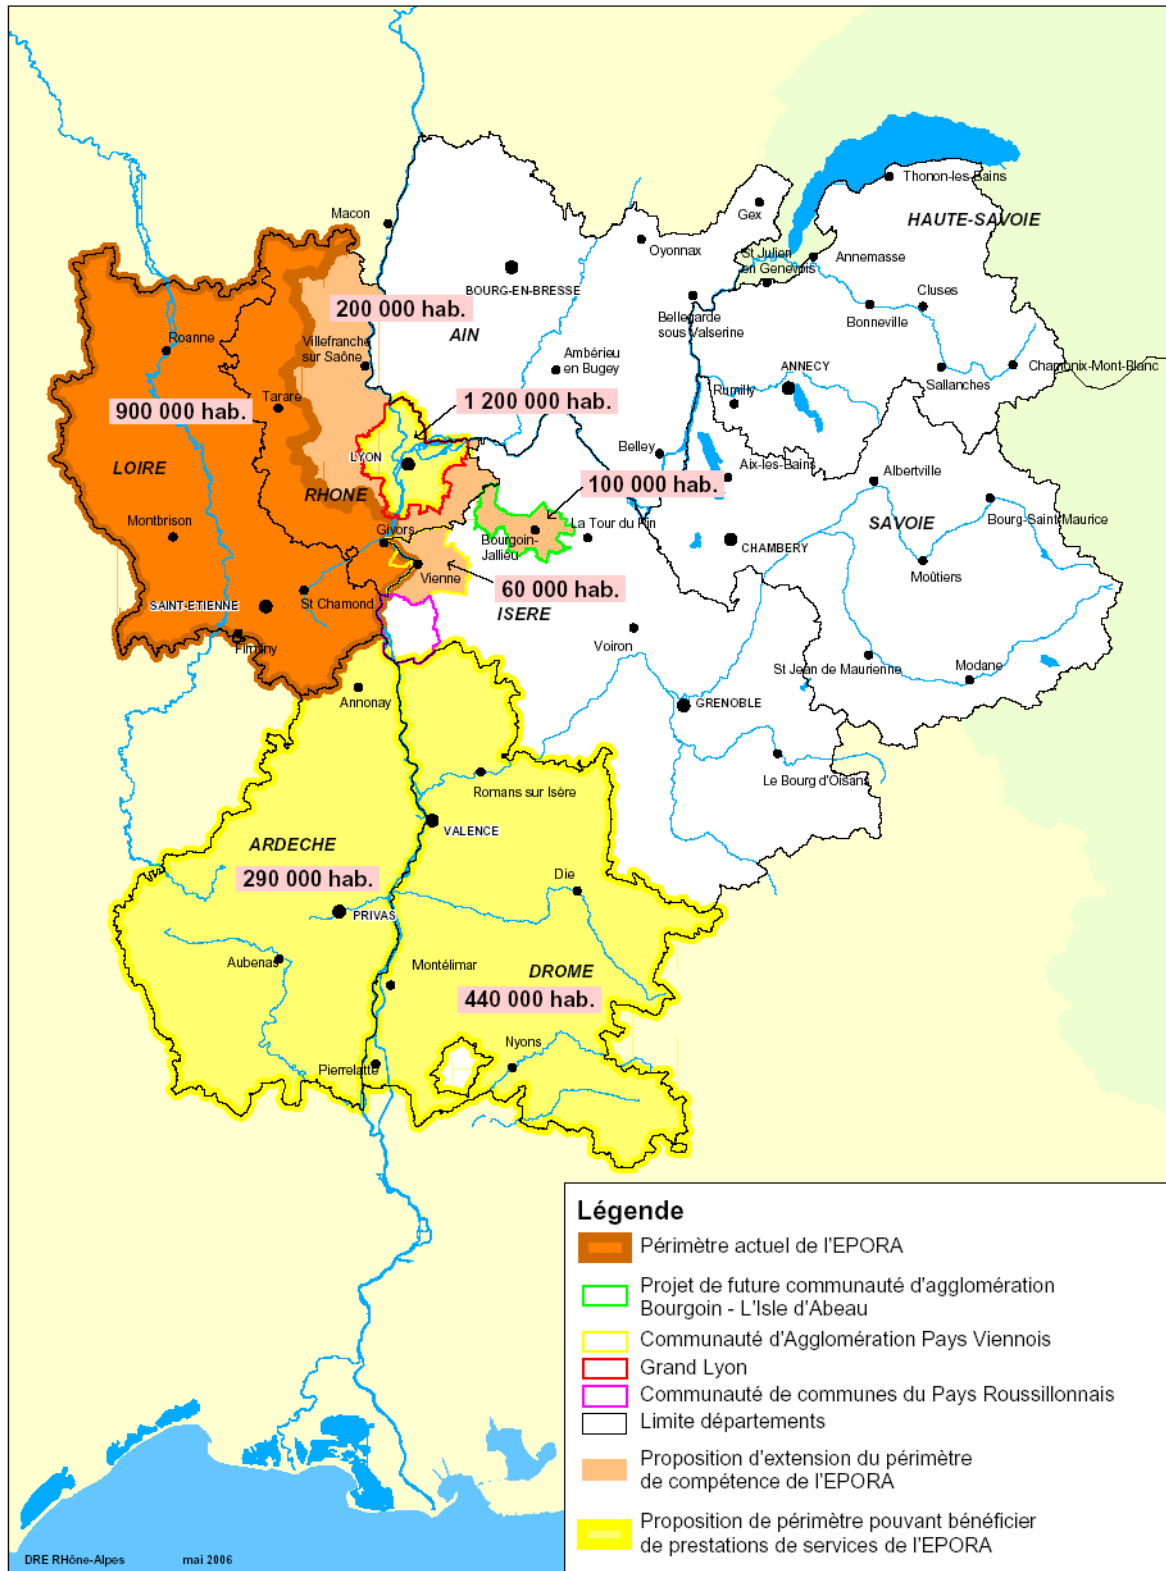 Thonon-les-Bains
HAUTE-SAVOIE
Gex
Macon
Oyonnax
St Julien
en Genevois
Annemasse
BOURG-EN-BRESSE
Cluses
200 000 hab.
Bellegarde
sous Valserine
Bonneville
AIN
Roanne
Villefranche
sur Saône
Ambérieu
en Bugey
ANNECY
Chamonix-Mont-Blanc
Sallanches
Rumilly
900 000 hab.
Tarare
1 200 000 hab.
LYON
Belley
LOIRE
Aix-les-Bains
Albertville
RHONE
100 000 hab.
Montbrison
Givors
Bourgoin-
Jallieu
La Tour du Pin
SAVOIE
Bourg-Saint-Maurice
CHAMBERY
Moûtiers
Vienne
60 000 hab.
SAINT-ETIENNE
St Chamond
ISERE
Firminy
Voiron
St Jean de Maurienne
Modane
Annonay
GRENOBLE
Le Bourg d'Oisans
Romans sur Isère
VALENCE
ARDECHE
290 000 hab.
Die
PRIVAS
Aubenas
Montélimar
DROME
440 000 hab.
Nyons
Pierrelatte
Légende
Périmètre actuel de l'EPORA
Projet de future communauté d'agglomération
Bourgoin - L'Isle d'Abeau
Communauté d'Agglomération Pays Viennois
Grand Lyon
Communauté de communes du Pays Roussillonnais
Limite départements
Proposition d'extension du périmètre
de compétence de l'EPORA
Proposition de périmètre pouvant bénéficier
de prestations de services de l'EPORA
DRE RHône-Alpes mai 2006